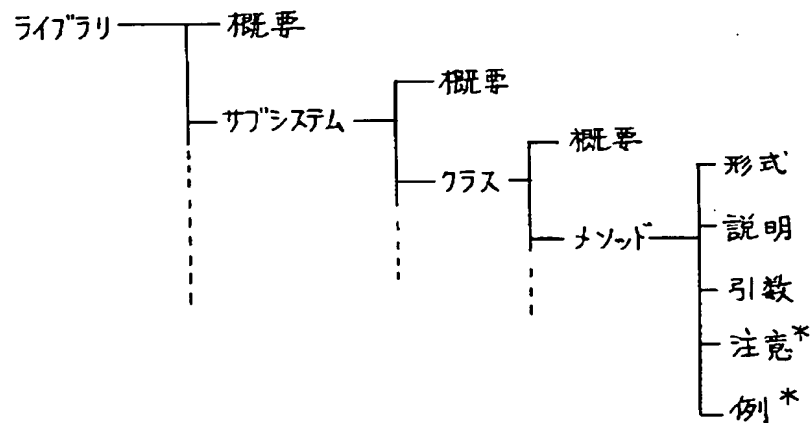 ライブラリ 概要
概要
サブシステム
概要
クラス
形式
メソッド
説明
引数
注意*
例*